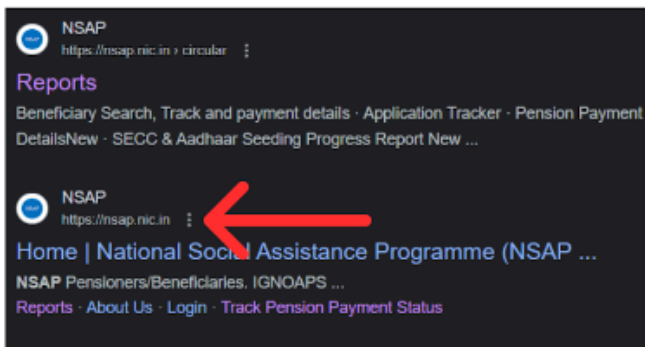 NSAP
https://nsap.nic.in › circular
Reports
Beneficiary Search, Track and payment details · Application Tracker · Pension Payment
DetailsNew · SECC & Aadhaar Seeding Progress Report New ...
NSAP
https://nsap.nic.in
Home | National Social Assistance Programme (NSAP ...
NSAP Pensioners/Beneficiaries. IGNOAPS ...
Reports · About Us · Login · Track Pension Payment Status